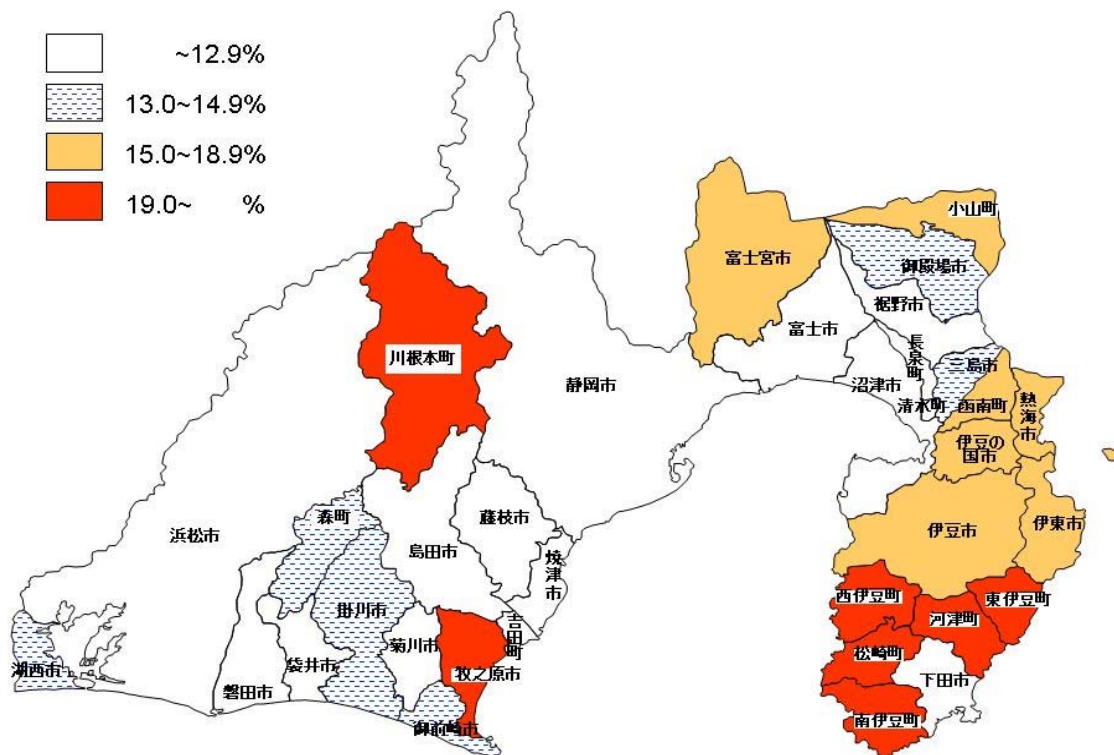 ~12.9%
13.0~14.9%
15.0~18.9%
19.0~ %
小山町
富士宮市
御殿場市
裾野市
富士市
長泉町
三島市
川根本町
静岡市
沼津市
清水町
函南町
熱海市
伊豆の国市
森町
藤枝市
浜松市
島田市
焼津市
伊豆市
伊東市
掛川市
西伊豆町
東伊豆町
河津町
吉田町
菊川市
袋井市
湖西市
牧之原市
松崎町
下田市
磐田市
御前崎市
南伊豆町